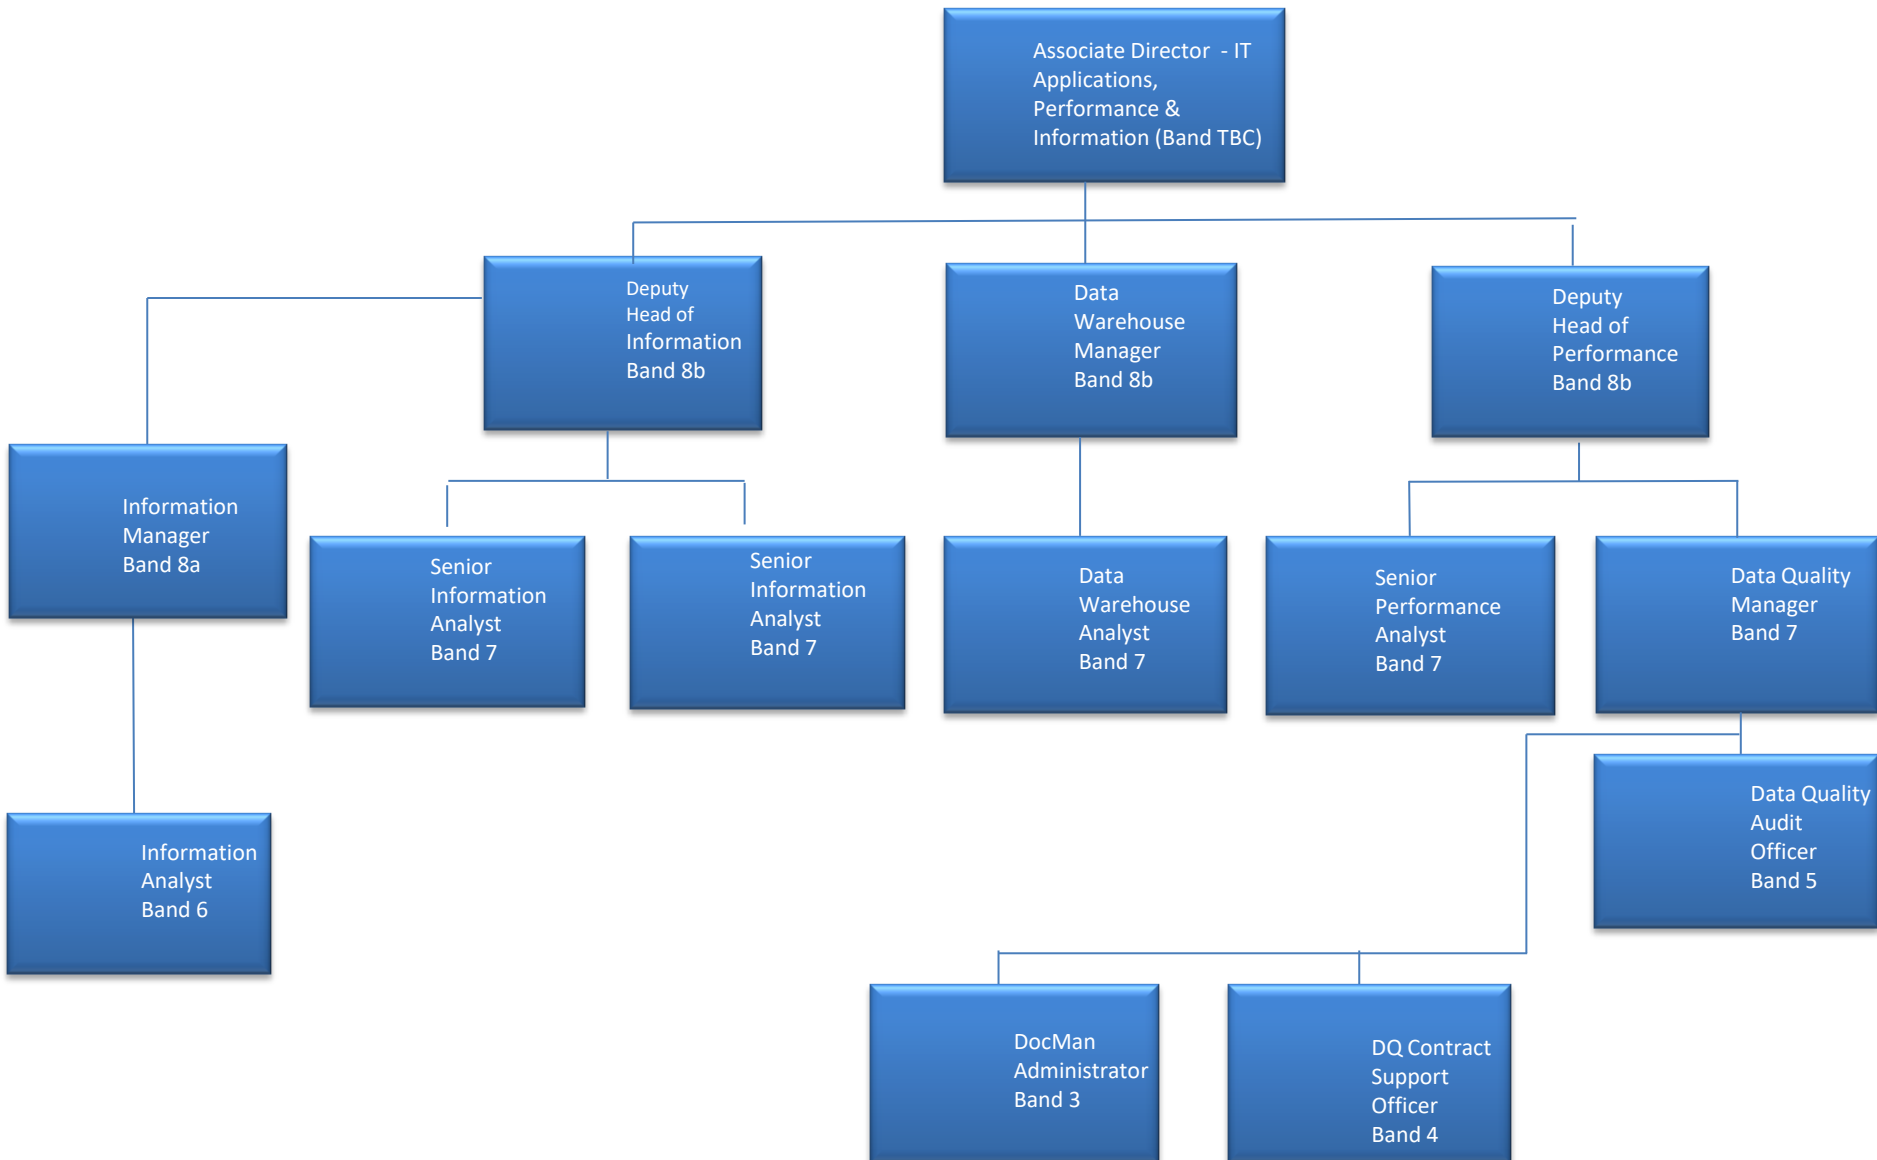 Associate Director  - IT
Applications,
Performance &
Information (Band TBC)
Deputy
Head of
Information
Band 8b
Data
Warehouse
Manager
Band 8b
Deputy
Head of
Performance
Band 8b
Information
Manager
Band 8a
Senior
Information
Analyst
Band 7
Senior
Information
Analyst
Band 7
Data
Warehouse
Analyst
Band 7
Senior
Performance
Analyst
Band 7
Data Quality
Manager
Band 7
Data Quality
Audit
Officer
Band 5
Information
Analyst
Band 6
DocMan
Administrator
Band 3
DQ Contract
Support
Officer
Band 4